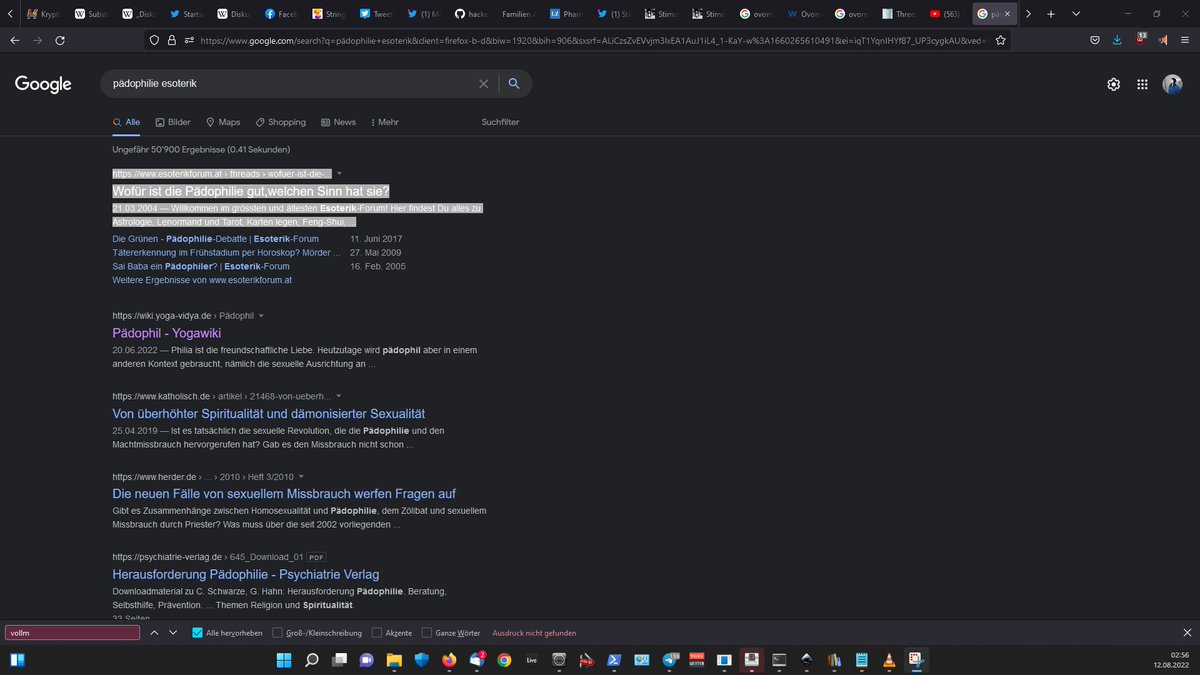 Krypt
Substi
Disku
Starts
Disku
Faceb
String
Tweet
(1) Mi
hacke
Familien A
Pham
(1) St
Stimo
Stimo
ovom
Ovom
ovom
Three
(563)
pä
13
https://www.google.com/search?q=pädophilie+esoterik&client=firefox-b-d&biw=1920&bih=906&sxsrf=
Google
pädophilie esoterik
Alle Bilder Maps Shopping News Mehr Suchfilter
Ungefähr 50'900 Ergebnisse (0.41 Sekunden)
https://www.esoterikforum.at › threads › wofuer-ist-die-...
Wofür ist die Pädophilie gut,welchen Sinn hat sie?
21.03.2004 — Willkommen im grössten und ältesten Esoterik-Forum! Hier findest Du alles zu
Astrologie, Lenormand und Tarot, Karten legen, Feng-Shui, ...
Die Grünen - Pädophilie-Debatte | Esoterik-Forum 11. Juni 2017
Tätererkennung im Frühstadium per Horoskop? Mörder ... 27. Mai 2009
Sai Baba ein Pädophiler? | Esoterik-Forum 16. Feb. 2005
Weitere Ergebnisse von www.esoterikforum.at
https://wiki.yoga-vidya.de › Pädophil
Pädophil - Yogawiki
20.06.2022 — Philia ist die freundschaftliche Liebe. Heutzutage wird pädophil aber in einem
anderen Kontext gebraucht, nämlich die sexuelle Ausrichtung an ...
https://www.katholisch.de › artikel › 21468-von-ueberh...
Von überhöhter Spiritualität und dämonisierter Sexualität
25.04.2019 — Ist es tatsächlich die sexuelle Revolution, die die Pädophilie und den
Machtmissbrauch hervorgerufen hat? Gab es den Missbrauch nicht schon ...
https://www.herder.de › ... › 2010 › Heft 3/2010
Die neuen Fälle von sexuellem Missbrauch werfen Fragen auf
Gibt es Zusammenhänge zwischen Homosexualität und Pädophilie, dem Zölibat und sexuellem
Missbrauch durch Priester? Was muss über die seit 2002 vorliegenden ...
https://psychiatrie-verlag.de › 645_Download_01 PDF
Herausforderung Pädophilie - Psychiatrie Verlag
Downloadmaterial zu C. Schwarze, G. Hahn: Herausforderung Pädophilie. Beratung,
Selbsthilfe, Prävention. ... Themen Religion und Spiritualität.
23 Seiten
vollm
Alle hervorheben Groß-/Kleinschreibung Akzente Ganze Wörter Ausdruck nicht gefunden
Live
02:56
12.08.2022